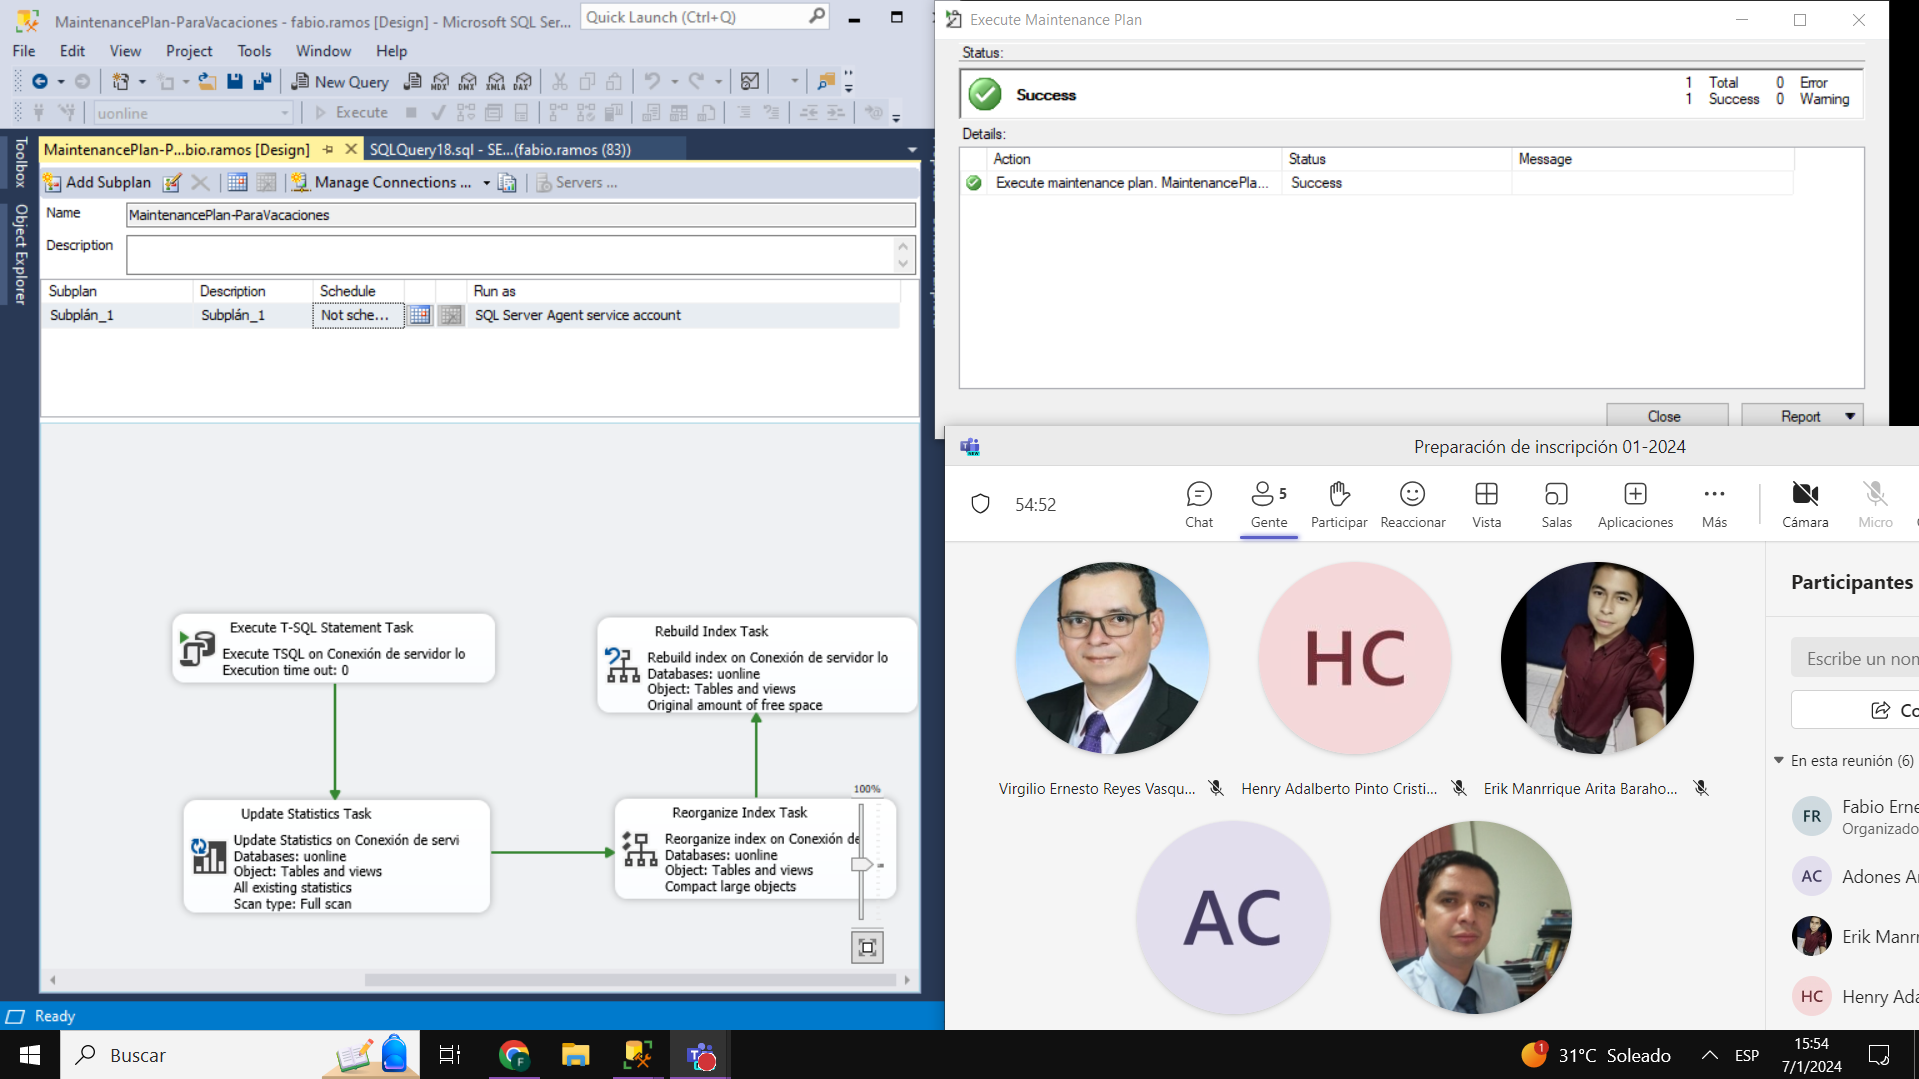 MaintenancePlan-ParaVacaciones - fabio.ramos [Design] - Microsoft SQL Ser...
Quick Launch (Ctrl+Q)
File Edit View Project Tools Window Help
New Query MDX DMX XMLA DAX
uonline Execute
Toolbox
Object Explorer
MaintenancePlan-P...bio.ramos [Design]
SQLQuery18.sql - SE...(fabio.ramos (83))
Add Subplan Manage Connections ... Servers ...
Name MaintenancePlan-ParaVacaciones
Description
Subplan Description Schedule Run as
Subplán_1 Subplán_1 Not sche... SQL Server Agent service account
Execute T-SQL Statement Task
Execute TSQL on Conexión de servidor lo
Execution time out: 0
Rebuild Index Task
Rebuild index on Conexión de servidor lo
Databases: uonline
Object: Tables and views
Original amount of free space
Update Statistics Task
Update Statistics on Conexión de servi
Databases: uonline
Object: Tables and views
All existing statistics
Scan type: Full scan
Reorganize Index Task
Reorganize index on Conexión de
Databases: uonline
Object: Tables and views
Compact large objects
100%
Ready
Execute Maintenance Plan
Status:
Success
1 Total 0 Error
1 Success 0 Warning
Details:
Action Status Message
Execute maintenance plan. MaintenancePla... Success
Close Report
Preparación de inscripción 01-2024
54:52
Chat
Gente 5
Participar
Reaccionar
Vista
Salas
Aplicaciones
Más
Cámara
Micro
HC
Virgilio Ernesto Reyes Vasqu...
Henry Adalberto Pinto Cristi...
Erik Manrrique Arita Baraho...
AC
Participantes
Escribe un nom
Co
En esta reunión (6)
FR Fabio Erne
Organizado
AC Adones A
Erik Manr
HC Henry Ada
Buscar
1 31°C Soleado
ESP
15:54
7/1/2024